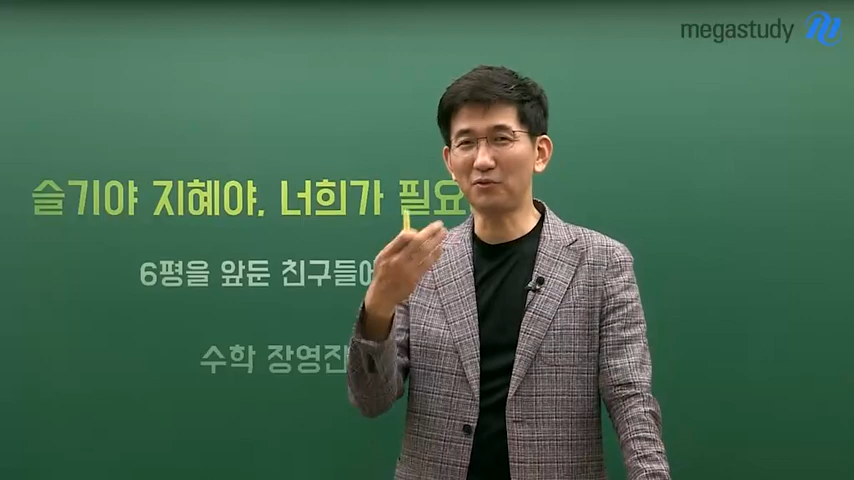 megastudy
슬기야 지혜야, 너희가 필요
6평을 앞둔 친구들에
수학 장영진